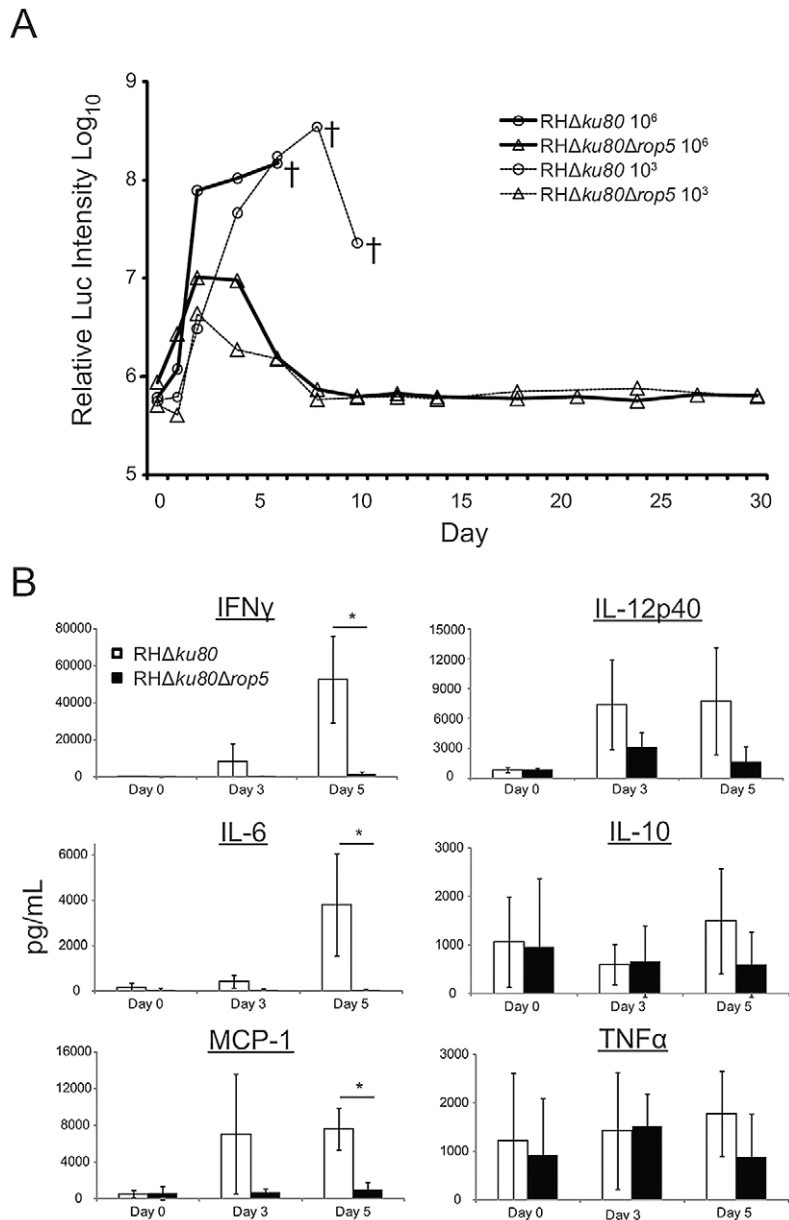 A
Relative Luc Intensity Log₁₀
9
8
7
6
5
0 5 10 15 20 25 30
Day
RHΔku80 10⁶
RHΔku80Δrop5 10⁶
RHΔku80 10³
RHΔku80Δrop5 10³
†
†
†
B
pg/mL
IFNγ
80000
60000
40000
20000
0
RHΔku80
RHΔku80Δrop5
*
Day 0 Day 3 Day 5
IL-12p40
15000
12000
9000
6000
3000
0
Day 0 Day 3 Day 5
IL-6
6000
4000
2000
0
*
Day 0 Day 3 Day 5
IL-10
3000
2000
1000
0
Day 0 Day 3 Day 5
MCP-1
16000
12000
8000
4000
0
*
Day 0 Day 3 Day 5
TNFα
3000
2000
1000
0
Day 0 Day 3 Day 5